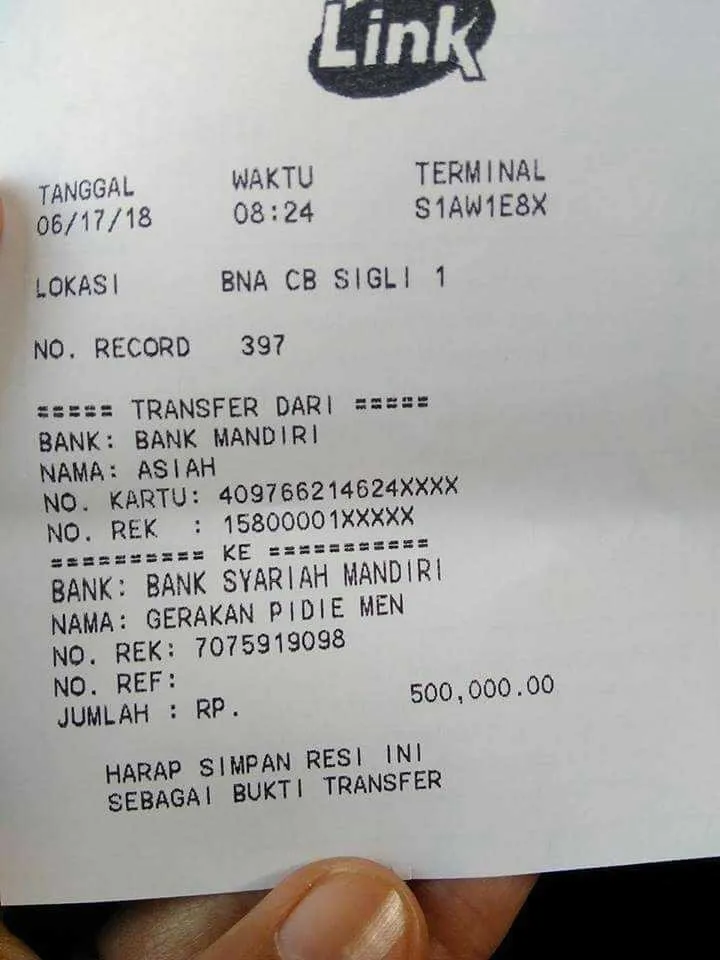 Link
TANGGAL WAKTU TERMINAL
06/17/18 08:24 S1AW1E8X
LOKASI BNA CB SIGLI 1
NO. RECORD 397
===== TRANSFER DARI =====
BANK: BANK MANDIRI
NAMA: ASIAH
NO. KARTU: 409766214624XXXX
NO. REK : 15800001XXXXX
========== KE ===========
BANK: BANK SYARIAH MANDIRI
NAMA: GERAKAN PIDIE MEN
NO. REK: 7075919098
NO. REF:
JUMLAH : RP. 500,000.00
HARAP SIMPAN RESI INI
SEBAGAI BUKTI TRANSFER